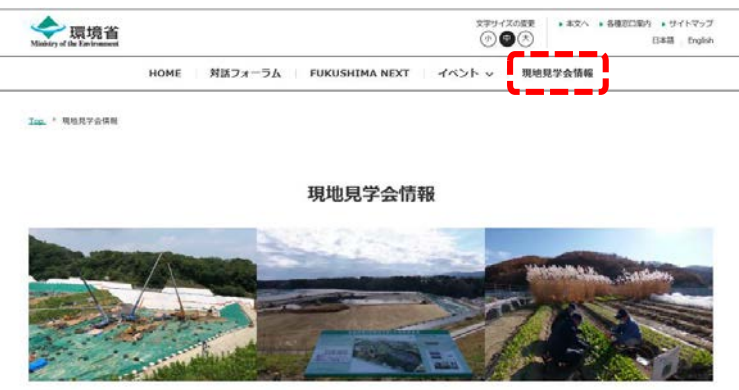 環境省
Ministry of the Environment
文字サイズの変更
小 中 大
本文へ 各種窓口案内 サイトマップ
日本語 English
HOME 対話フォーラム FUKUSHIMA NEXT イベント 現地見学会情報
Top 現地見学会情報
現地見学会情報